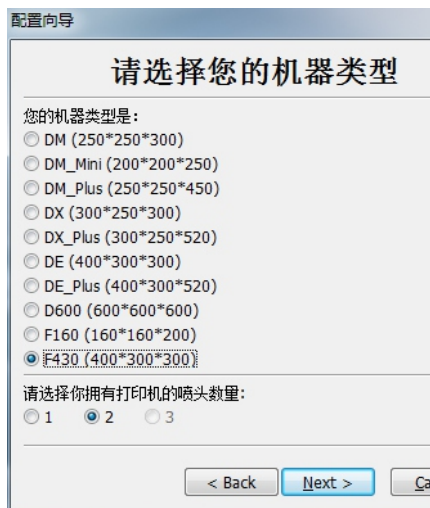 配置向导
请选择您的机器类型
您的机器类型是：
DM (250*250*300)
DM_Mini (200*200*250)
DM_Plus (250*250*450)
DX (300*250*300)
DX_Plus (300*250*520)
DE (400*300*300)
DE_Plus (400*300*520)
D600 (600*600*600)
F160 (160*160*200)
F430 (400*300*300)
请选择你拥有打印机的喷头数量：
1 2 3
< Back Next > Ca